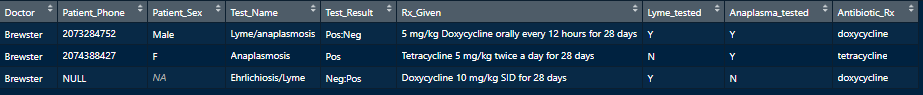 Doctor Patient_Phone Patient_Sex Test_Name Test_Result Rx_Given Lyme_tested Anaplasma_tested Antibiotic_Rx
Brewster 2073284752 Male Lyme/anaplasmosis Pos:Neg 5 mg/kg Doxycycline orally every 12 hours for 28 days Y Y doxycycline
Brewster 2074388427 F Anaplasmosis Pos Tetracycline 5 mg/kg twice a day for 28 days N Y tetracycline
Brewster NULL NA Ehrlichiosis/Lyme Neg:Pos Doxycycline 10 mg/kg SID for 28 days Y N doxycycline